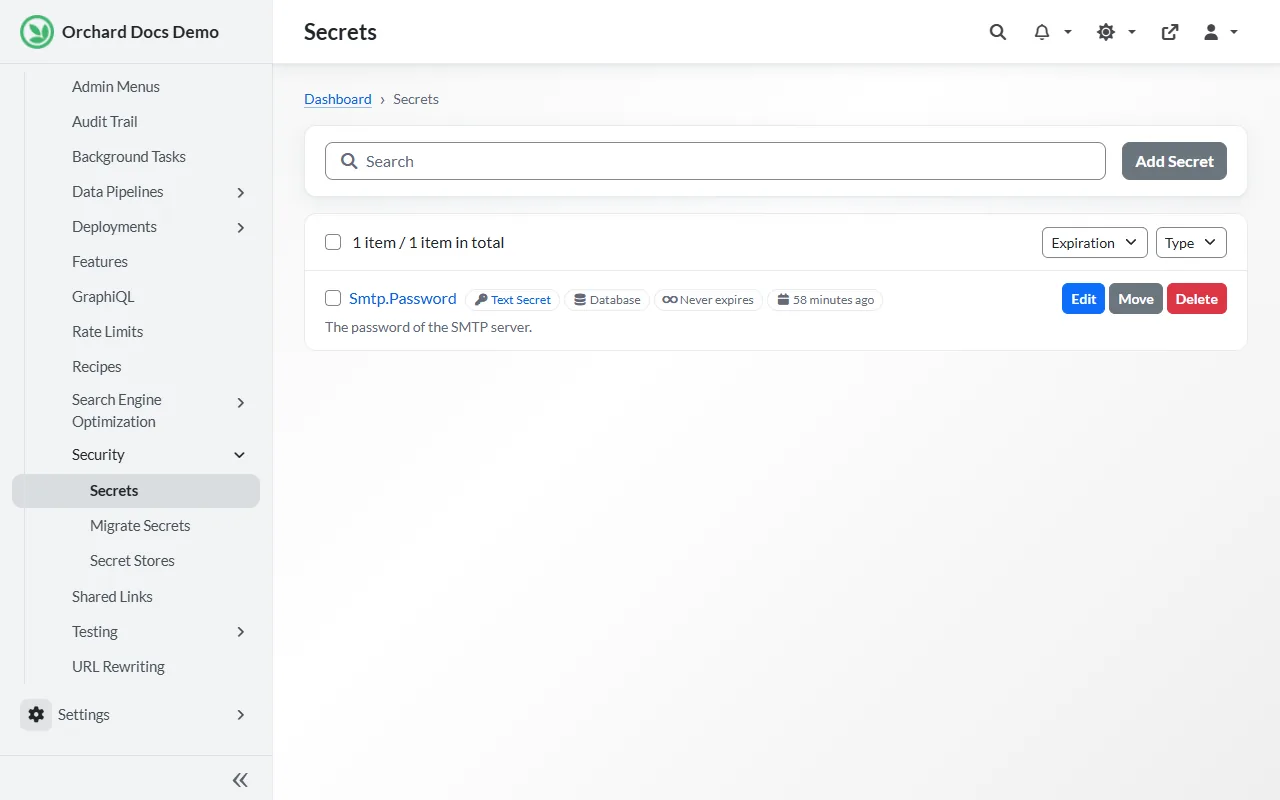 Orchard Docs Demo
Admin Menus
Audit Trail
Background Tasks
Data Pipelines
Deployments
Features
GraphiQL
Rate Limits
Recipes
Search Engine
Optimization
Security
Secrets
Migrate Secrets
Secret Stores
Shared Links
Testing
URL Rewriting
Settings
Secrets
Dashboard › Secrets
Search
Add Secret
1 item / 1 item in total
Expiration
Type
Smtp.Password Text Secret Database Never expires 58 minutes ago
Edit Move Delete
The password of the SMTP server.